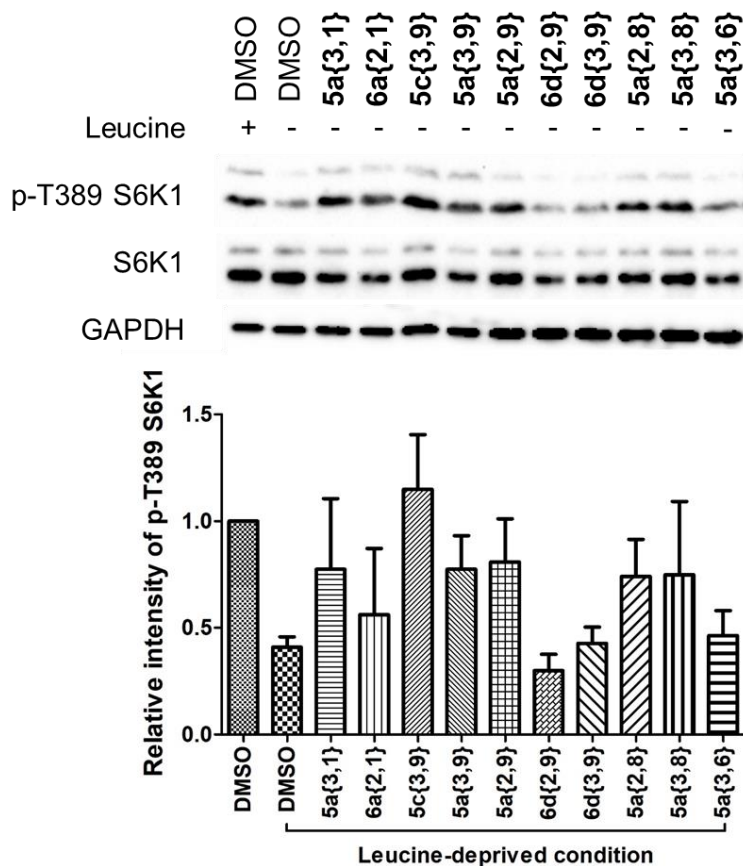 DMSO DMSO 5a{3,1} 6a{2,1} 5c{3,9} 5a{3,9} 5a{2,9} 6d{2,9} 6d{3,9} 5a{2,8} 5a{3,8} 5a{3,6}
Leucine + - - - - - - - - - - -
p-T389 S6K1
S6K1
GAPDH
Relative intensity of p-T389 S6K1
1.5
1.0
0.5
0.0
DMSO DMSO 5a{3,1} 6a{2,1} 5c{3,9} 5a{3,9} 5a{2,9} 6d{2,9} 6d{3,9} 5a{2,8} 5a{3,8} 5a{3,6}
Leucine-deprived condition